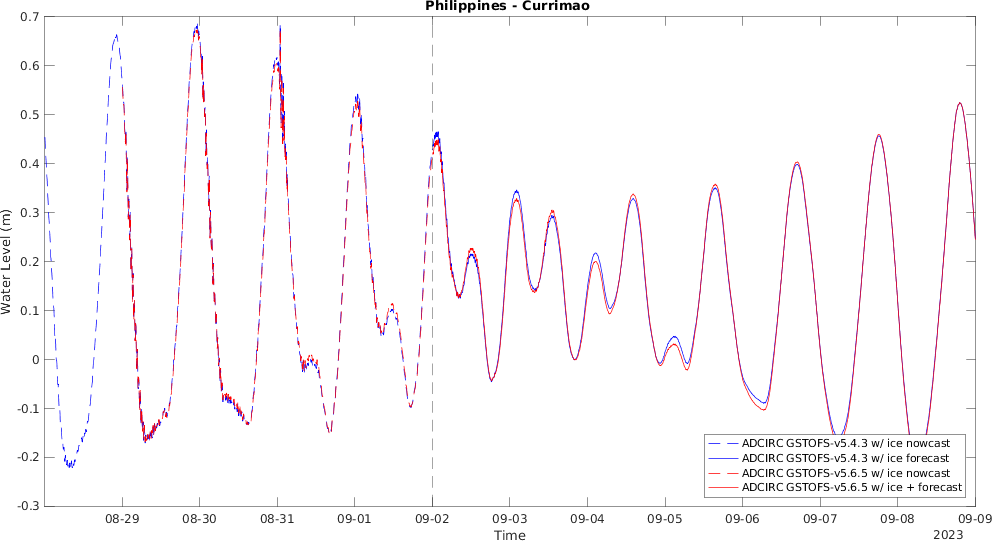 Philippines - Currimao
Water Level (m)
0.7
0.6
0.5
0.4
0.3
0.2
0.1
0
-0.1
-0.2
-0.3
ADCIRC GSTOFS-v5.4.3 w/ ice nowcast
ADCIRC GSTOFS-v5.4.3 w/ ice forecast
ADCIRC GSTOFS-v5.6.5 w/ ice nowcast
ADCIRC GSTOFS-v5.6.5 w/ ice + forecast
08-29 08-30 08-31 09-01 09-02 09-03 09-04 09-05 09-06 09-07 09-08 09-09
Time
2023